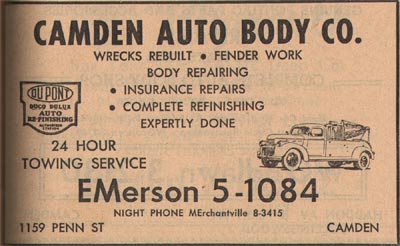 CAMDEN AUTO BODY CO.
WRECKS REBUILT • FENDER WORK
BODY REPAIRING
• INSURANCE REPAIRS
• COMPLETE REFINISHING
EXPERTLY DONE
DU PONT
DUCO DULUX
AUTO
RE-FINISHING
24 HOUR
TOWING SERVICE
EMerson 5-1084
NIGHT PHONE MErchantville 8-3415
1159 PENN ST CAMDEN